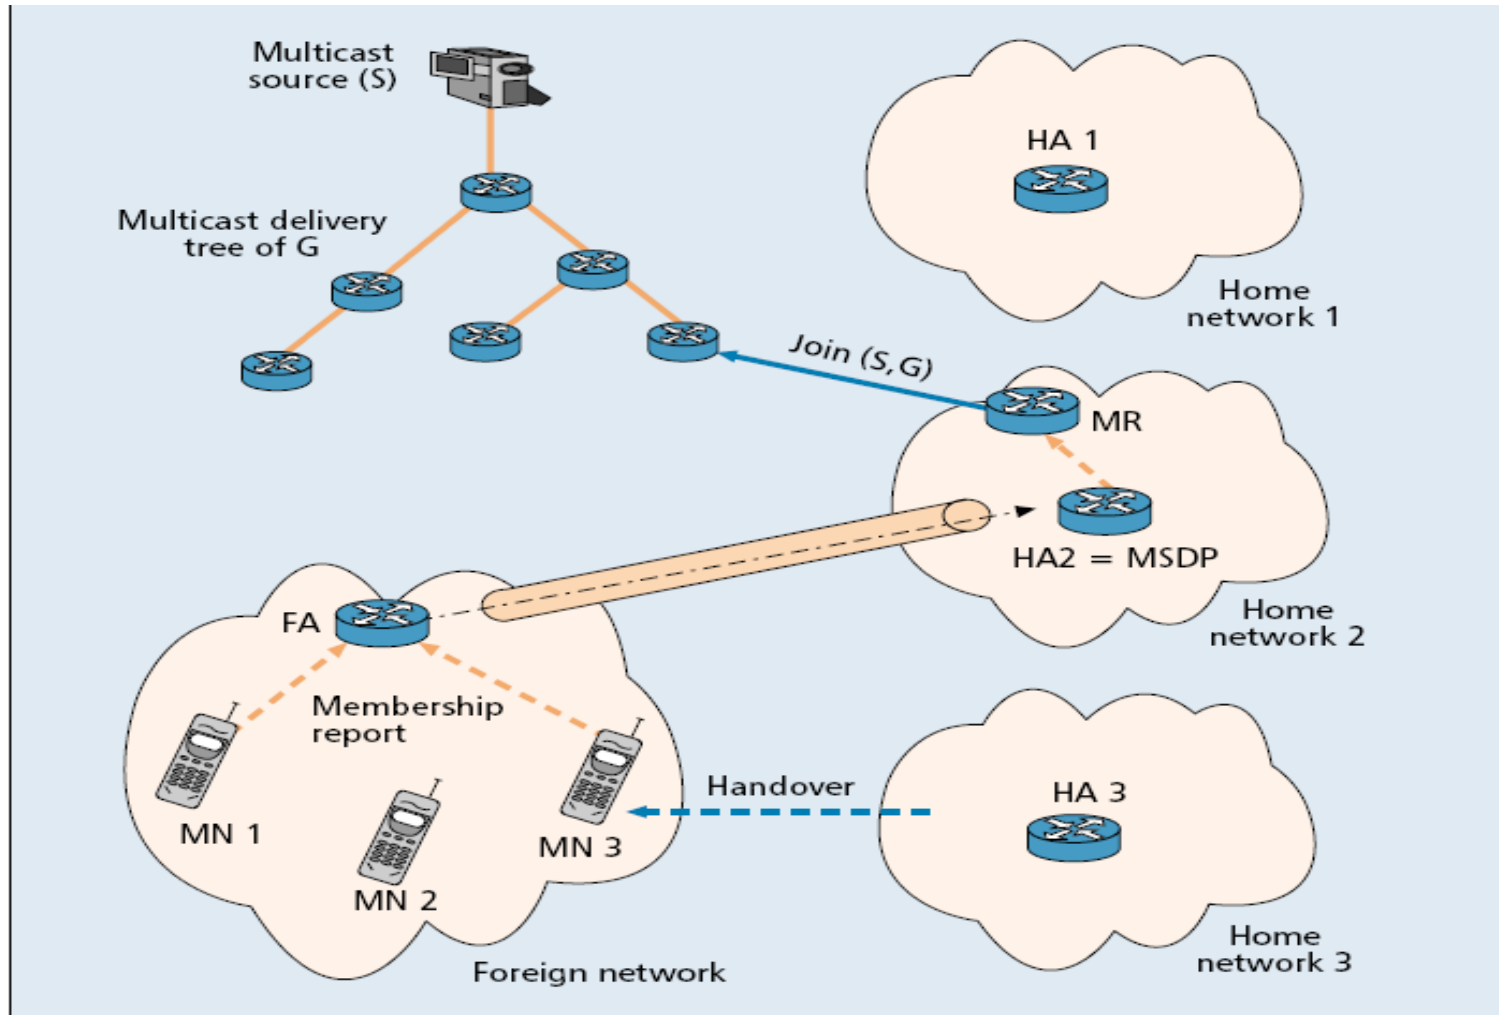 Multicast
source (S)
HA 1
Multicast delivery
tree of G
Home
network 1
Join (S,G)
MR
HA2 = MSDP
Home
network 2
FA
Membership
report
Handover
HA 3
MN 1
MN 3
MN 2
Home
network 3
Foreign network